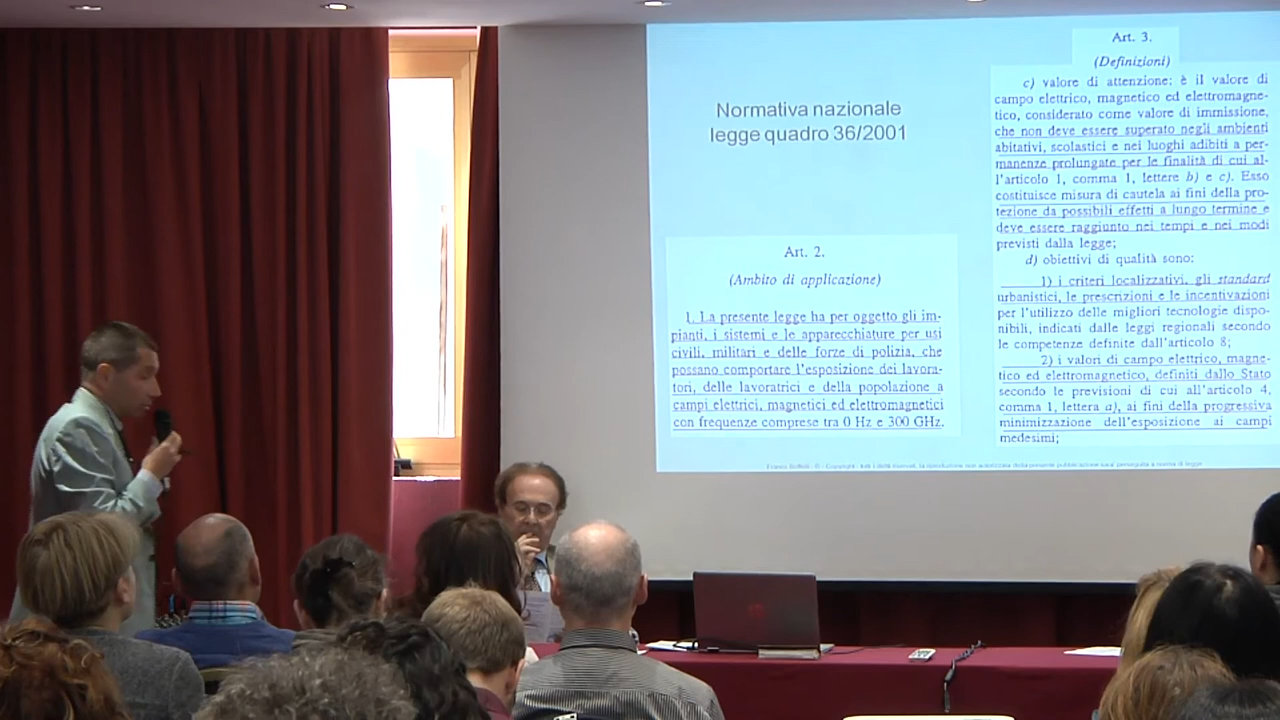 Normativa nazionale
legge quadro 36/2001
Art. 2.
(Ambito di applicazione)
1. La presente legge ha per oggetto gli im-
pianti, i sistemi e le apparecchiature per usi
civili, militari e delle forze di polizia, che
possano comportare l'esposizione dei lavora-
tori, delle lavoratrici e della popolazione a
campi elettrici, magnetici ed elettromagnetici
con frequenze comprese tra 0 Hz e 300 GHz.
Art. 3.
(Definizioni)
c) valore di attenzione: è il valore di
campo elettrico, magnetico ed elettromagne-
tico, considerato come valore di immissione,
che non deve essere superato negli ambienti
abitativi, scolastici e nei luoghi adibiti a per-
manenze prolungate per le finalità di cui al-
l'articolo 1, comma 1, lettere b) e c). Esso
costituisce misura di cautela ai fini della pro-
tezione da possibili effetti a lungo termine e
deve essere raggiunto nei tempi e nei modi
previsti dalla legge;
d) obiettivi di qualità sono:
1) i criteri localizzativi, gli standard
urbanistici, le prescrizioni e le incentivazioni
per l'utilizzo delle migliori tecnologie dispo-
nibili, indicati dalle leggi regionali secondo
le competenze definite dall'articolo 8;
2) i valori di campo elettrico, magne-
tico ed elettromagnetico, definiti dallo Stato
secondo le previsioni di cui all'articolo 4,
comma 1, lettera a), ai fini della progressiva
minimizzazione dell'esposizione ai campi
medesimi;